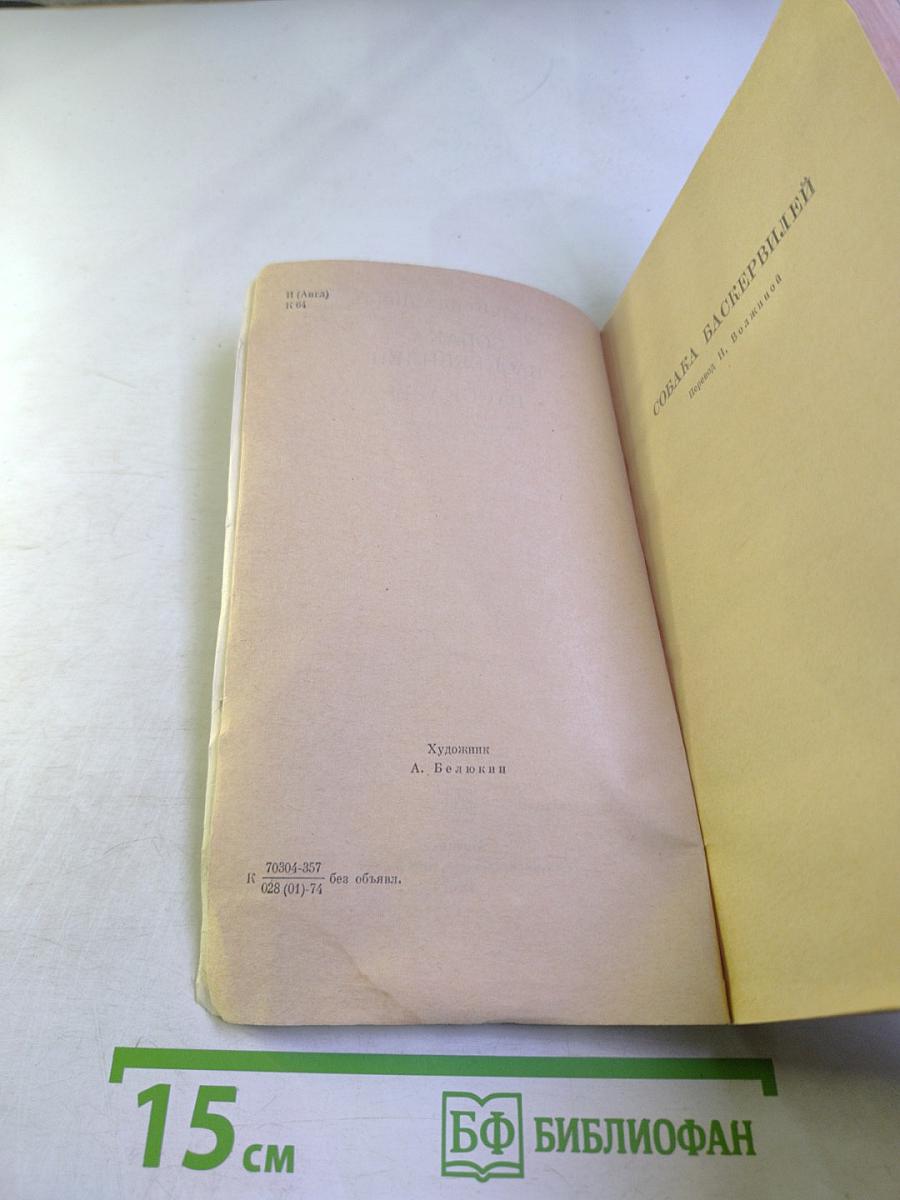 И (Англ)
К 64
Художник
А. Белюкин
К 70304-357
028 (01)-74 без объявл.
СОБАКА БАСКЕРВИЛЕЙ
Перевод Н. Волжиной
15 см
БФ БИБЛИОФАН